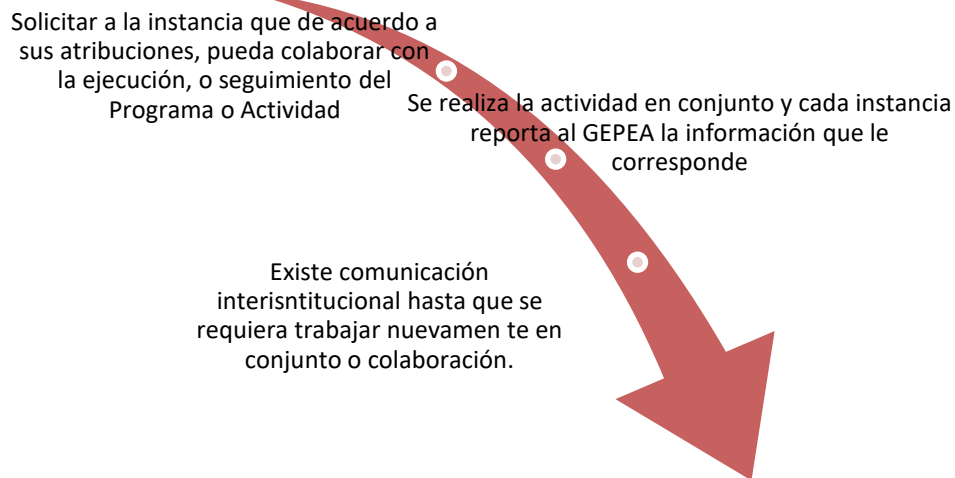 Solicitar a la instancia que de acuerdo a
sus atribuciones, pueda colaborar con
la ejecución, o seguimiento del
Programa o Actividad
Se realiza la actividad en conjunto y cada instancia
reporta al GEPEA la información que le
corresponde
Existe comunicación
interisntitucional hasta que se
requiera trabajar nuevamen te en
conjunto o colaboración.